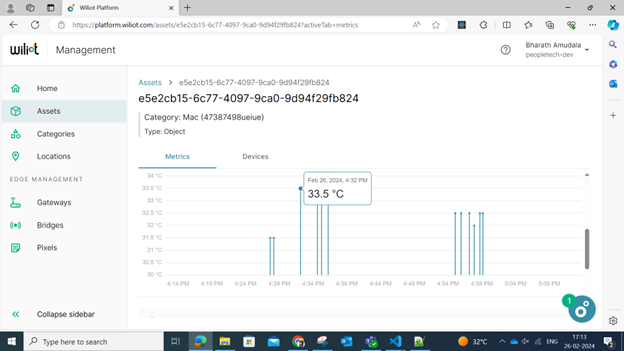 Wiliot Platform
https://platform.wiliot.com/assets/e5e2cb15-6c77-4097-9ca0-9d94f29fb824?activeTab=metrics
wiliot Management
Bharath Amudala
peopletech-dev
Home
Assets
Categories
Locations
EDGE MANAGEMENT
Gateways
Bridges
Pixels
Collapse sidebar
Assets > e5e2cb15-6c77-4097-9ca0-9d94f29fb824
e5e2cb15-6c77-4097-9ca0-9d94f29fb824
Category: Mac (47387498ueiue)
Type: Object
Metrics Devices
Feb 26, 2024, 4:32 PM
33.5 °C
34 °C
33.5 °C
33 °C
32.5 °C
32 °C
31.5 °C
31 °C
30.5 °C
30 °C
4:14 PM 4:19 PM 4:24 PM 4:29 PM 4:34 PM 4:39 PM 4:44 PM 4:49 PM 4:54 PM 4:59 PM 5:04 PM 5:09 PM
1
Type here to search
32°C
ENG
17:13
26-02-2024
2